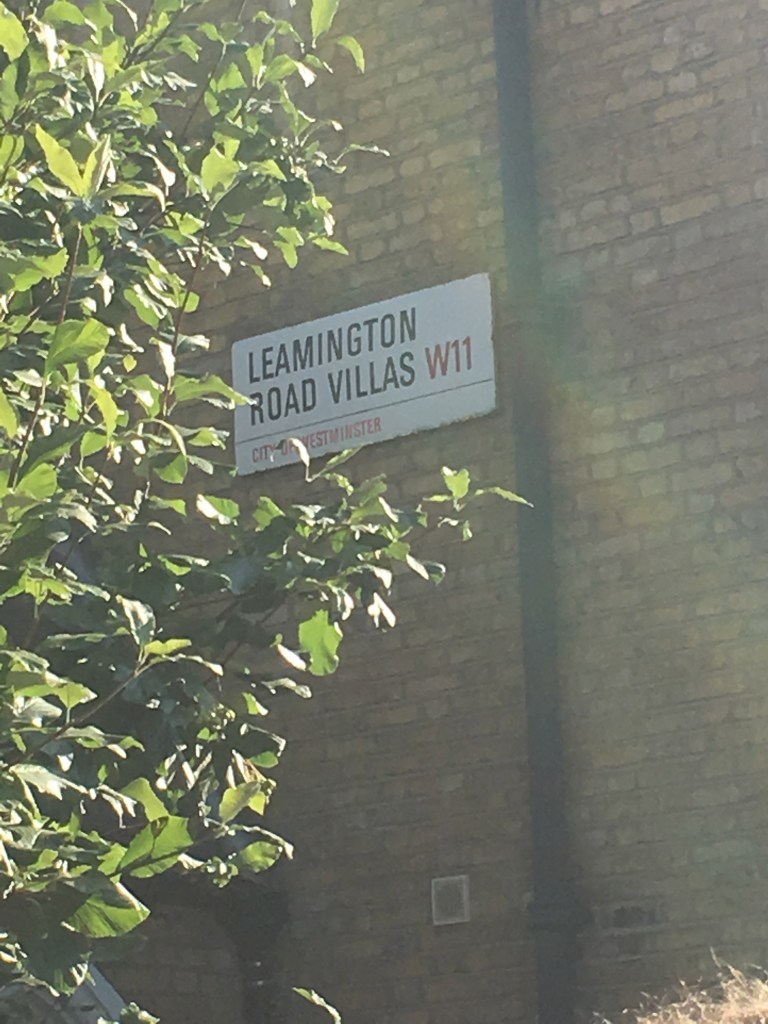 LEAMINGTON
ROAD VILLAS W11
CITY OF WESTMINSTER